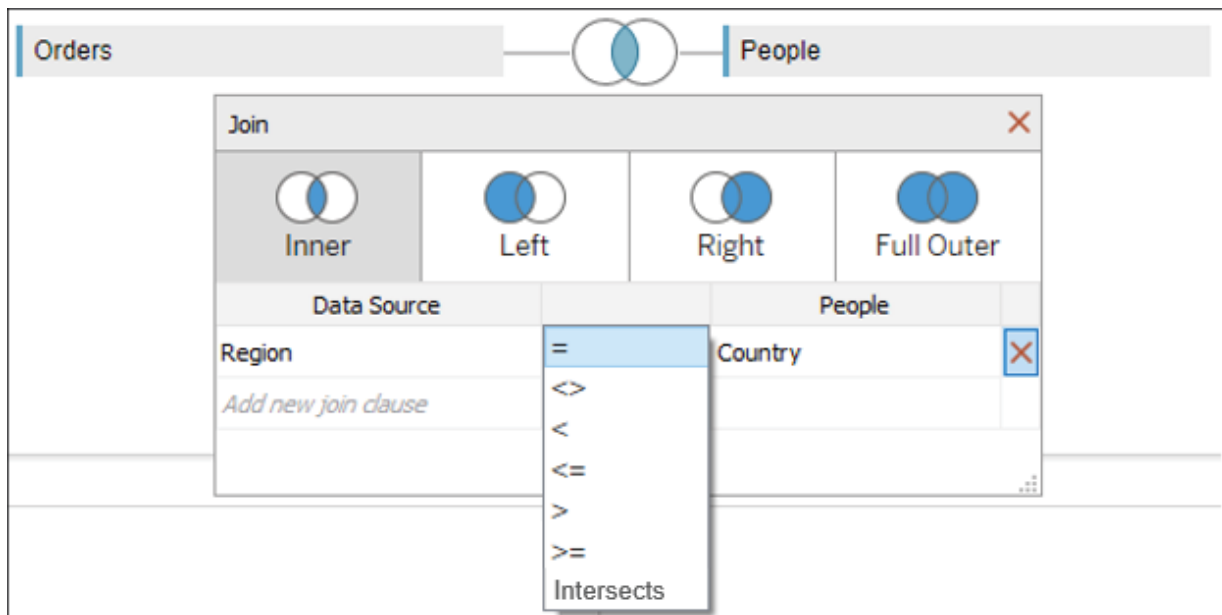 Orders
People
Join
Inner
Left
Right
Full Outer
Data Source
People
Region
=
Country
Add new join clause
<>
<
<=
>
>=
Intersects